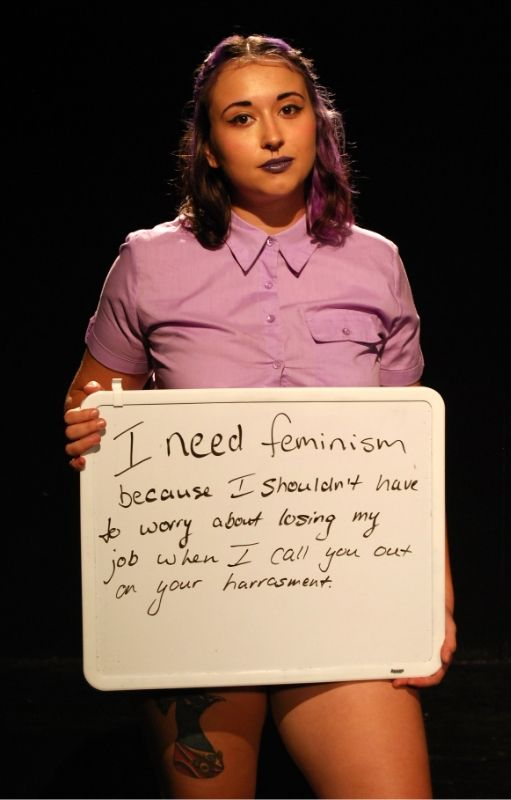 I need feminism
because I shouldn't have
to worry about losing my
job when I call you out
on your harrasment.